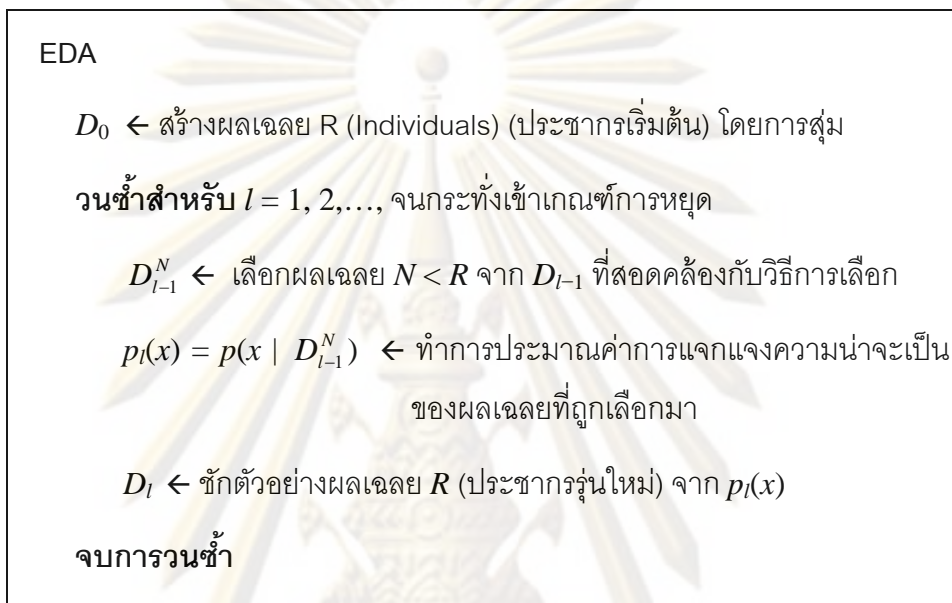 EDA
D₀ ← สร้างผลเฉลย R (Individuals) (ประชากรเริ่มต้น) โดยการสุ่ม
วนซ้ำสำหรับ l = 1, 2,…, จนกระทั่งเข้าเกณฑ์การหยุด
D_{l–1}^{N} ← เลือกผลเฉลย N < R จาก D_{l–1} ที่สอดคล้องกับวิธีการเลือก
p_l(x) = p(x | D_{l–1}^{N}) ← ทำการประมาณค่าการแจกแจงความน่าจะเป็น
ของผลเฉลยที่ถูกเลือกมา
D_l ← ชักตัวอย่างผลเฉลย R (ประชากรรุ่นใหม่) จาก p_l(x)
จบการวนซ้ำ